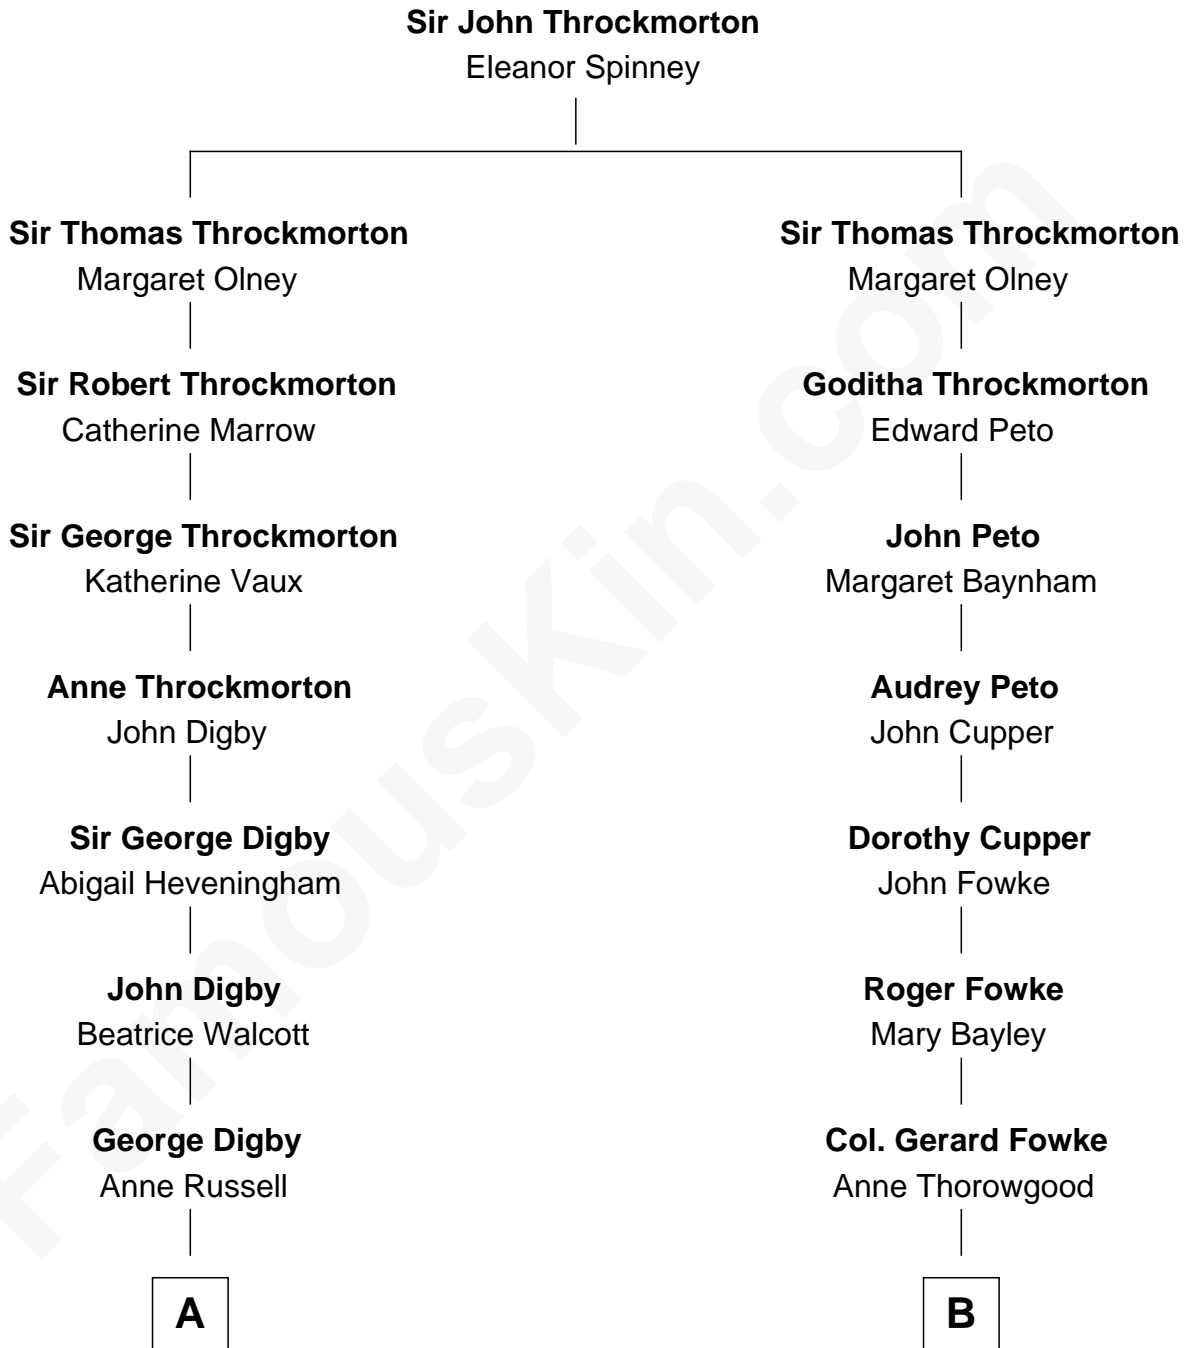 Sir John Throckmorton
Eleanor Spinney
Sir Thomas Throckmorton
Margaret Olney
Sir Thomas Throckmorton
Margaret Olney
Sir Robert Throckmorton
Catherine Marrow
Goditha Throckmorton
Edward Peto
Sir George Throckmorton
Katherine Vaux
John Peto
Margaret Baynham
Anne Throckmorton
John Digby
Audrey Peto
John Cupper
Sir George Digby
Abigail Heveningham
Dorothy Cupper
John Fowke
John Digby
Beatrice Walcott
Roger Fowke
Mary Bayley
George Digby
Anne Russell
Col. Gerard Fowke
Anne Thorowgood
A
B
FamousKin.com